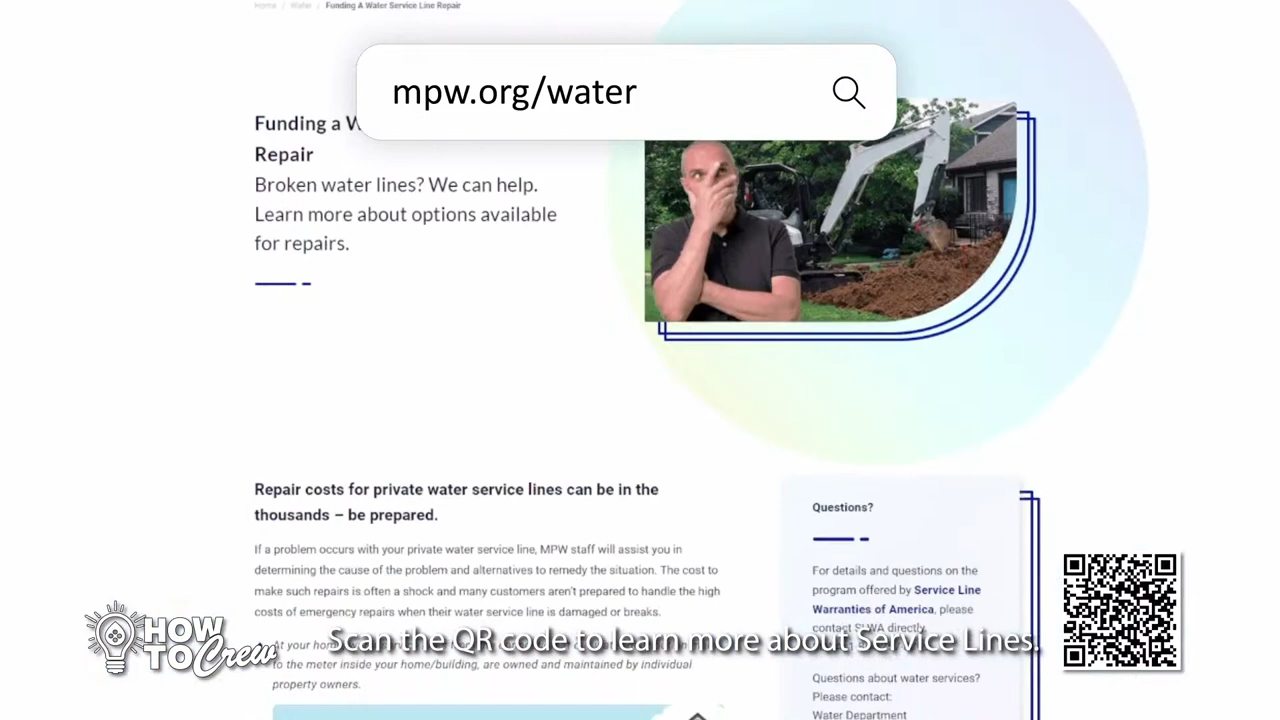 Home / Water / Funding A Water Service Line Repair
mpw.org/water
Funding a W
Repair
Broken water lines? We can help.
Learn more about options available
for repairs.
Repair costs for private water service lines can be in the
thousands – be prepared.
If a problem occurs with your private water service line, MPW staff will assist you in
determining the cause of the problem and alternatives to remedy the situation. The cost to
make such repairs is often a shock and many customers aren't prepared to handle the high
costs of emergency repairs when their water service line is damaged or breaks.
At your
to the meter inside your home/building, are owned and maintained by individual
property owners.
Questions?
For details and questions on the
program offered by Service Line
Warranties of America, please
contact SLWA directly.
Questions about water services?
Please contact:
Water Department
HOW
TO Crew
Scan the QR code to learn more about Service Lines.